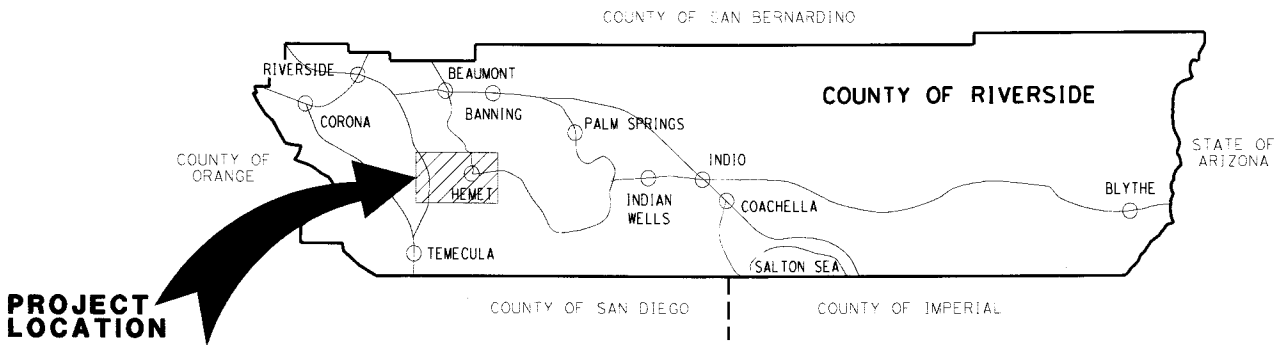 COUNTY OF SAN BERNARDINO
RIVERSIDE
BEAUMONT
COUNTY OF RIVERSIDE
CORONA
BANNING
PALM SPRINGS
COUNTY OF
ORANGE
STATE OF
ARIZONA
INDIO
HEMET
INDIAN
WELLS
COACHELLA
BLYTHE
TEMECULA
SALTON SEA
PROJECT
LOCATION
COUNTY OF SAN DIEGO
COUNTY OF IMPERIAL